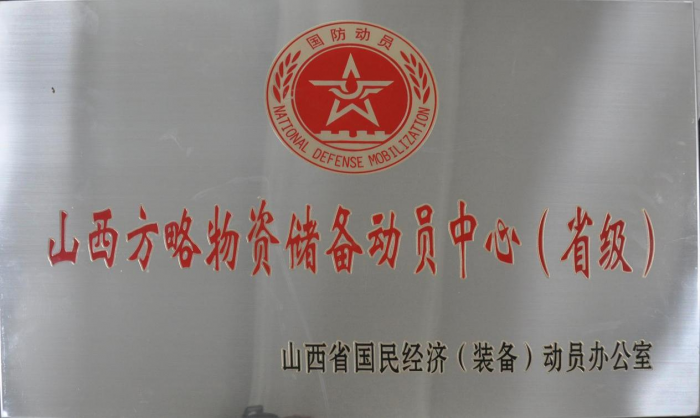 国防动员
NATIONAL DEFENSE MOBILIZATION
山西方略物资储备动员中心（省级）
山西省国民经济（装备）动员办公室